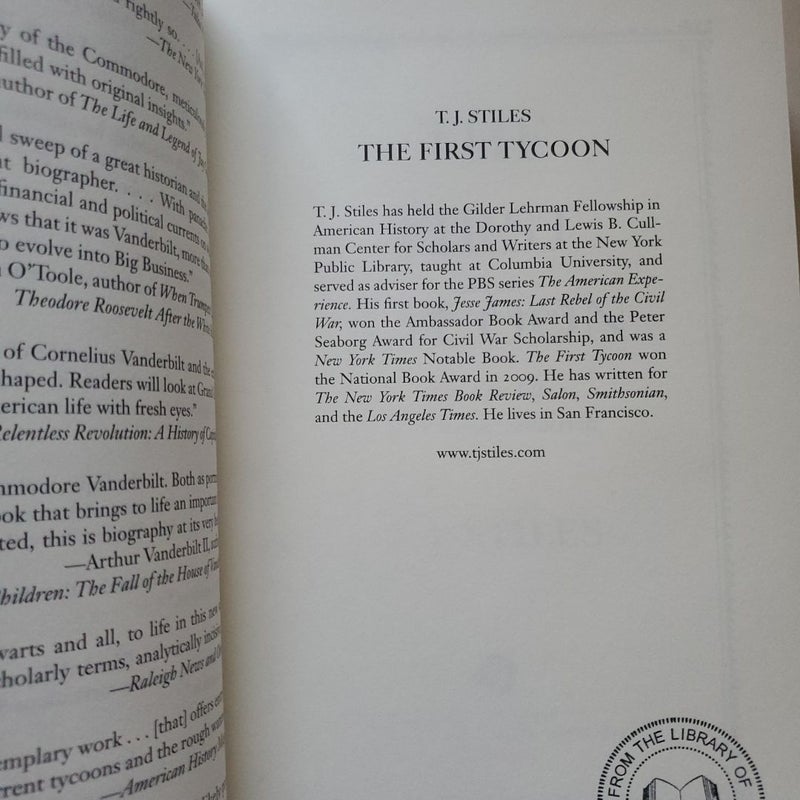 rightly so. . .
—The New
y of the Commodore,
filled with original insights."
author of The Life and Legend of
l sweep of a great historian and
t biographer. . . . With
financial and political currents
ws that it was Vanderbilt, more
o evolve into Big Business."
O'Toole, author of When Trumpets
Theodore Roosevelt After the White
of Cornelius Vanderbilt and the
haped. Readers will look at
erican life with fresh eyes."
Relentless Revolution: A History of
mmodore Vanderbilt. Both as
ok that brings to life an important
ted, this is biography at its very
—Arthur Vanderbilt II,
Children: The Fall of the House of
warts and all, to life in this new
cholarly terms, analytically
—Raleigh News and
emplary work . . . [that] offers
rrent tycoons and the rough
—American History
T. J. STILES
THE FIRST TYCOON
T. J. Stiles has held the Gilder Lehrman Fellowship in
American History at the Dorothy and Lewis B. Cull-
man Center for Scholars and Writers at the New York
Public Library, taught at Columbia University, and
served as adviser for the PBS series The American Expe-
rience. His first book, Jesse James: Last Rebel of the Civil
War, won the Ambassador Book Award and the Peter
Seaborg Award for Civil War Scholarship, and was a
New York Times Notable Book. The First Tycoon won
the National Book Award in 2009. He has written for
The New York Times Book Review, Salon, Smithsonian,
and the Los Angeles Times. He lives in San Francisco.
www.tjstiles.com
FROM THE LIBRARY OF